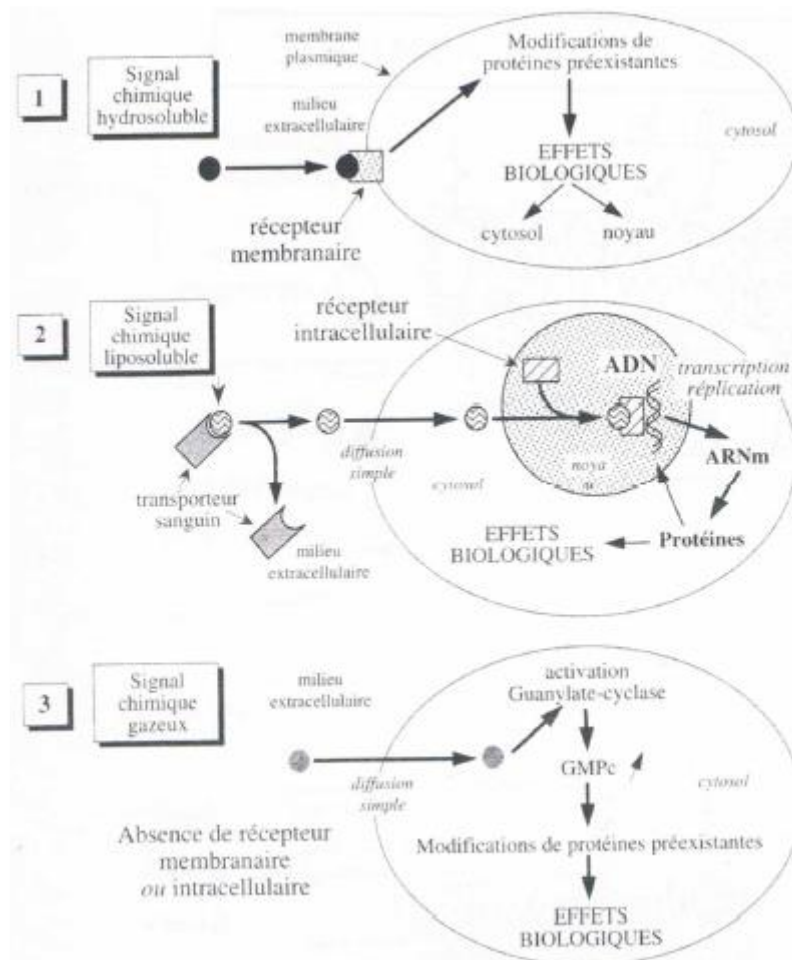 1
Signal
chimique
hydrosoluble
membrane
plasmique
milieu
extracellulaire
récepteur
membranaire
Modifications de
protéines préexistantes
cytosol
EFFETS
BIOLOGIQUES
cytosol noyau
2
Signal
chimique
liposoluble
récepteur
intracellulaire
ADN
transcription
réplication
diffusion
simple
cytosol
noya
u
ARNm
transporteur
sanguin
milieu
extracellulaire
EFFETS
BIOLOGIQUES
Protéines
3
Signal
chimique
gazeux
milieu
extracellulaire
activation
Guanylate-cyclase
diffusion
simple
GMPc
cytosol
Absence de récepteur
membranaire
ou intracellulaire
Modifications de protéines préexistantes
EFFETS
BIOLOGIQUES